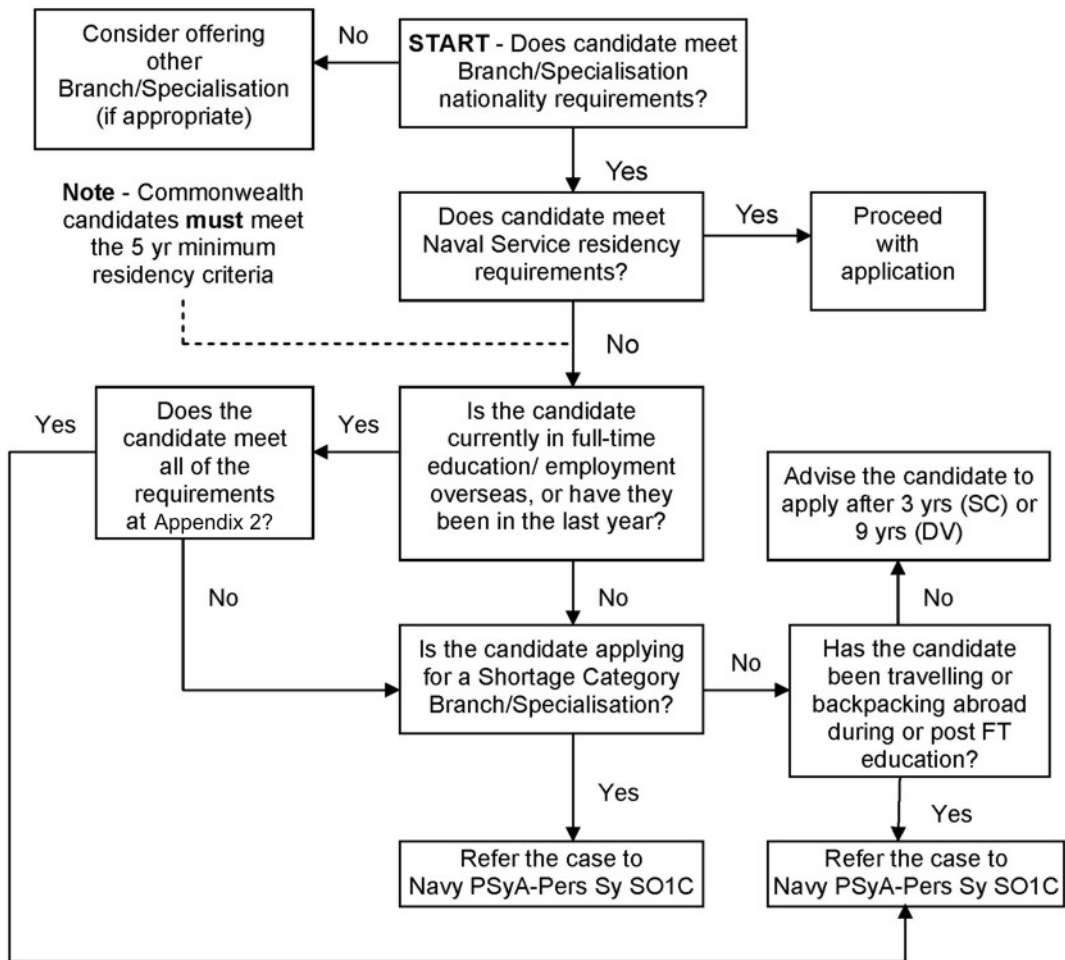 Consider offering
other
Branch/Specialisation
(if appropriate)
No
START - Does candidate meet
Branch/Specialisation
nationality requirements?
Yes
Note - Commonwealth
candidates must meet
the 5 yr minimum
residency criteria
Does candidate meet
Naval Service residency
requirements?
Yes
Proceed
with
application
No
Yes
Does the
candidate meet
all of the
requirements
at Appendix 2?
Yes
Is the candidate
currently in full-time
education/ employment
overseas, or have they
been in the last year?
Advise the candidate to
apply after 3 yrs (SC) or
9 yrs (DV)
No
No
No
Is the candidate applying
for a Shortage Category
Branch/Specialisation?
No
Has the candidate
been travelling or
backpacking abroad
during or post FT
education?
Yes
Yes
Refer the case to
Navy PSyA-Pers Sy SO1C
Refer the case to
Navy PSyA-Pers Sy SO1C